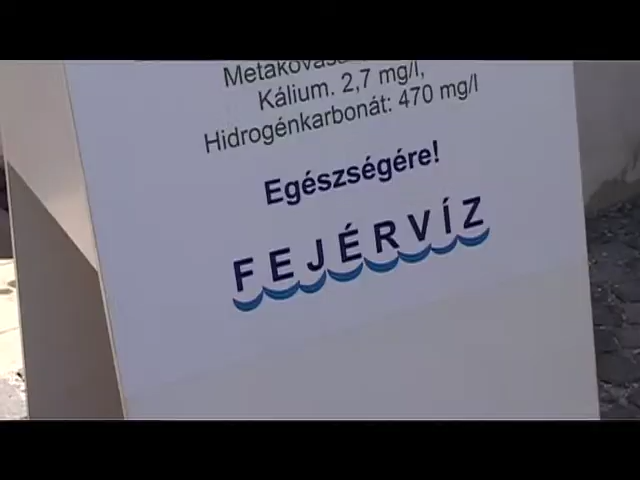 Kálium. 2,7 mg/l,
Hidrogénkarbonát: 470 mg/l
Egészségére!
FEJÉRVÍZ